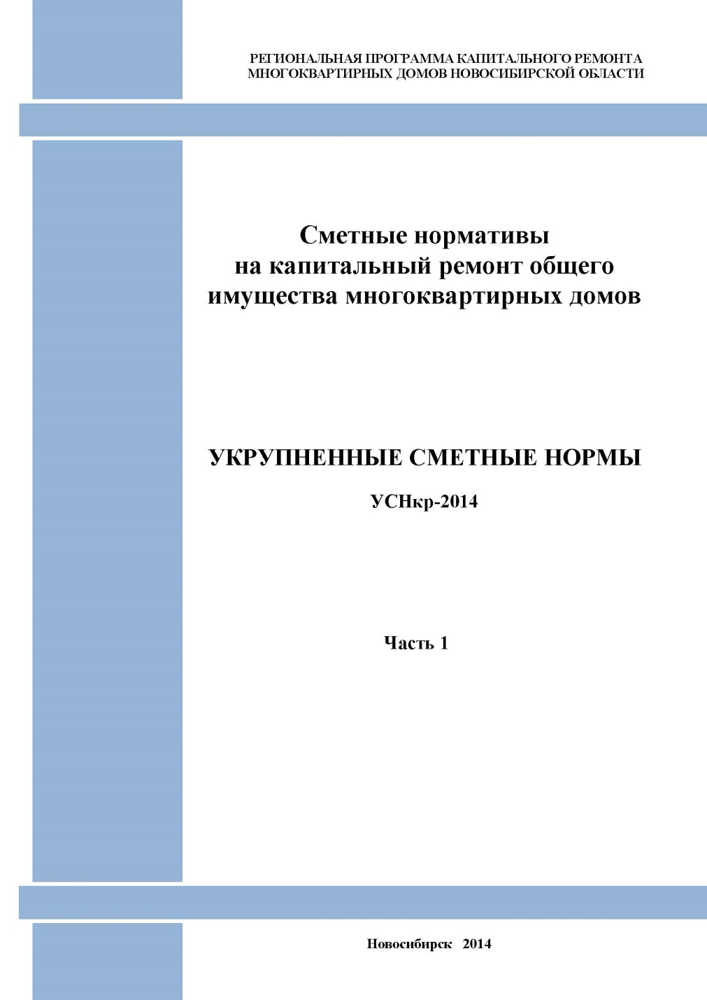 РЕГИОНАЛЬНАЯ ПРОГРАММА КАПИТАЛЬНОГО РЕМОНТА
МНОГОКВАРТИРНЫХ ДОМОВ НОВОСИБИРСКОЙ ОБЛАСТИ
Сметные нормативы
на капитальный ремонт общего
имущества многоквартирных домов
УКРУПНЕННЫЕ СМЕТНЫЕ НОРМЫ
УСНкр-2014
Часть 1
Новосибирск 2014